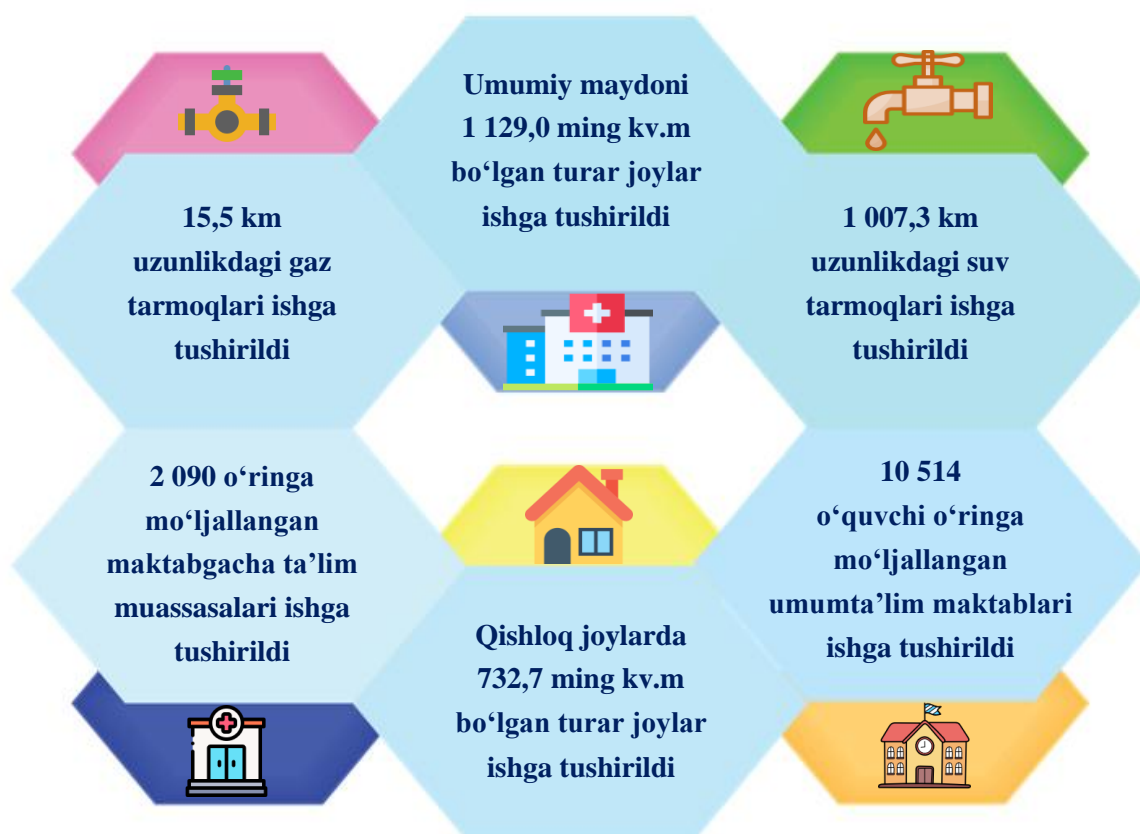 Umumiy maydoni
1 129,0 ming kv.m
bo‘lgan turar joylar
ishga tushirildi
15,5 km
uzunlikdagi gaz
tarmoqlari ishga
tushirildi
1 007,3 km
uzunlikdagi suv
tarmoqlari ishga
tushirildi
2 090 o‘ringa
mo‘ljallangan
maktabgacha ta’lim
muassasalari ishga
tushirildi
10 514
o‘quvchi o‘ringa
mo‘ljallangan
umumta’lim maktablari
ishga tushirildi
Qishloq joylarda
732,7 ming kv.m
bo‘lgan turar joylar
ishga tushirildi